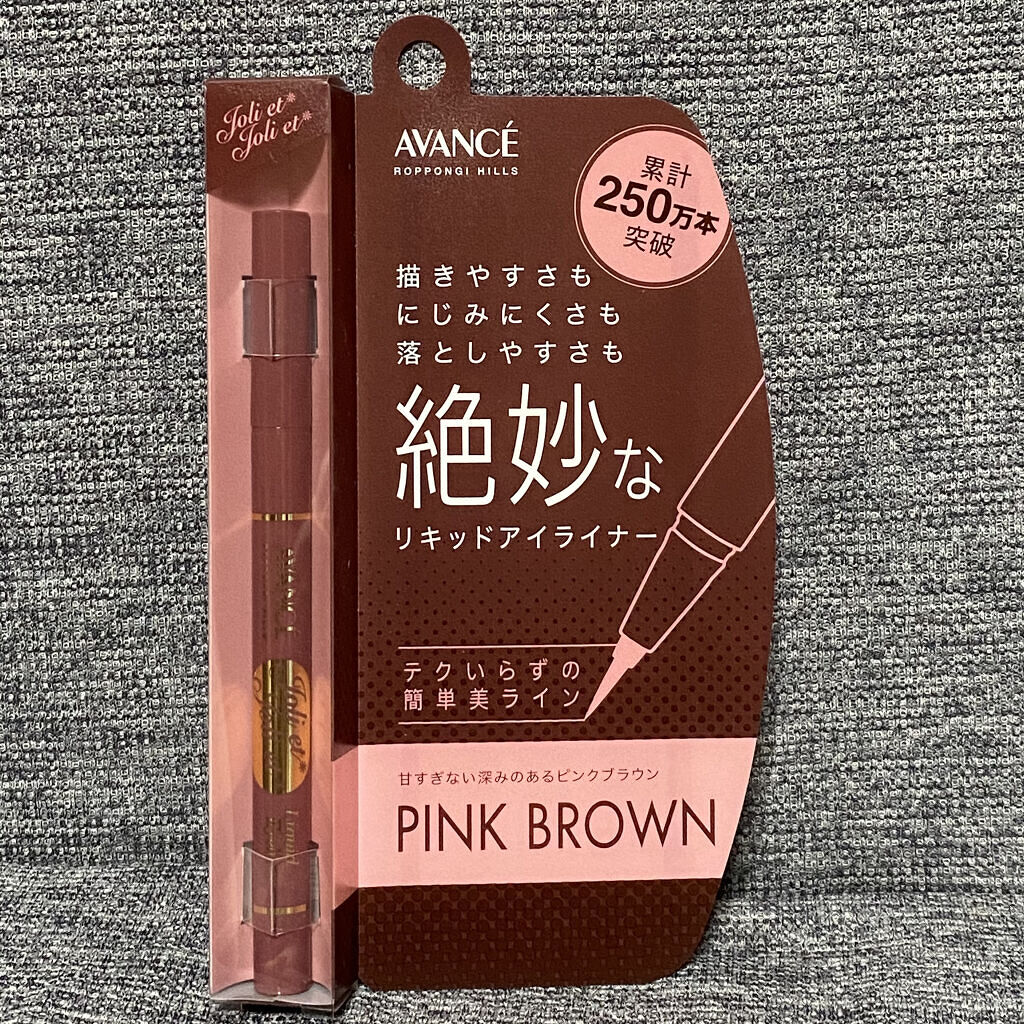 Joli et*
Joli et*
AVANCÉ
ROPPONGI HILLS
累計
250万本
突破
描きやすさも
にじみにくさも
落としやすさも
絶妙な
リキッドアイライナー
テクいらずの
簡単美ライン
甘すぎない深みのあるピンクブラウン
PINK BROWN
AVANCÉ
Joli et*
Liquid